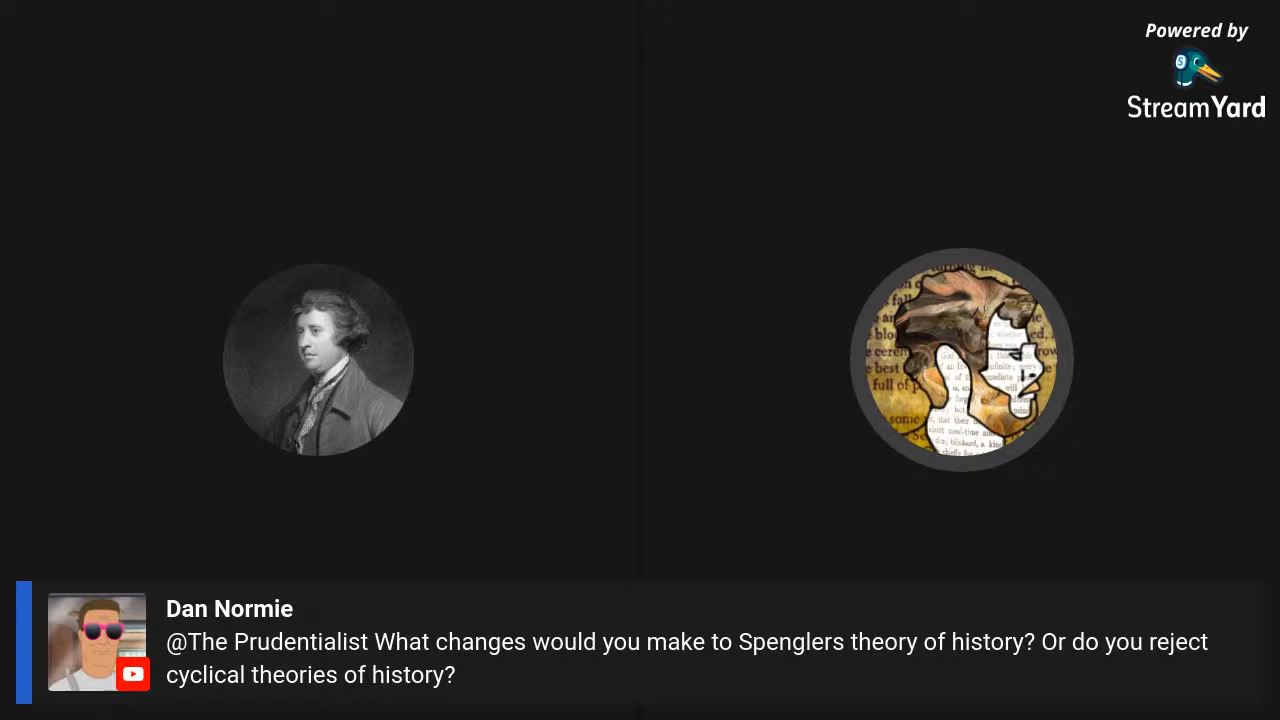 Powered by
StreamYard
Dan Normie
@The Prudentialist What changes would you make to Spenglers theory of history? Or do you reject
cyclical theories of history?